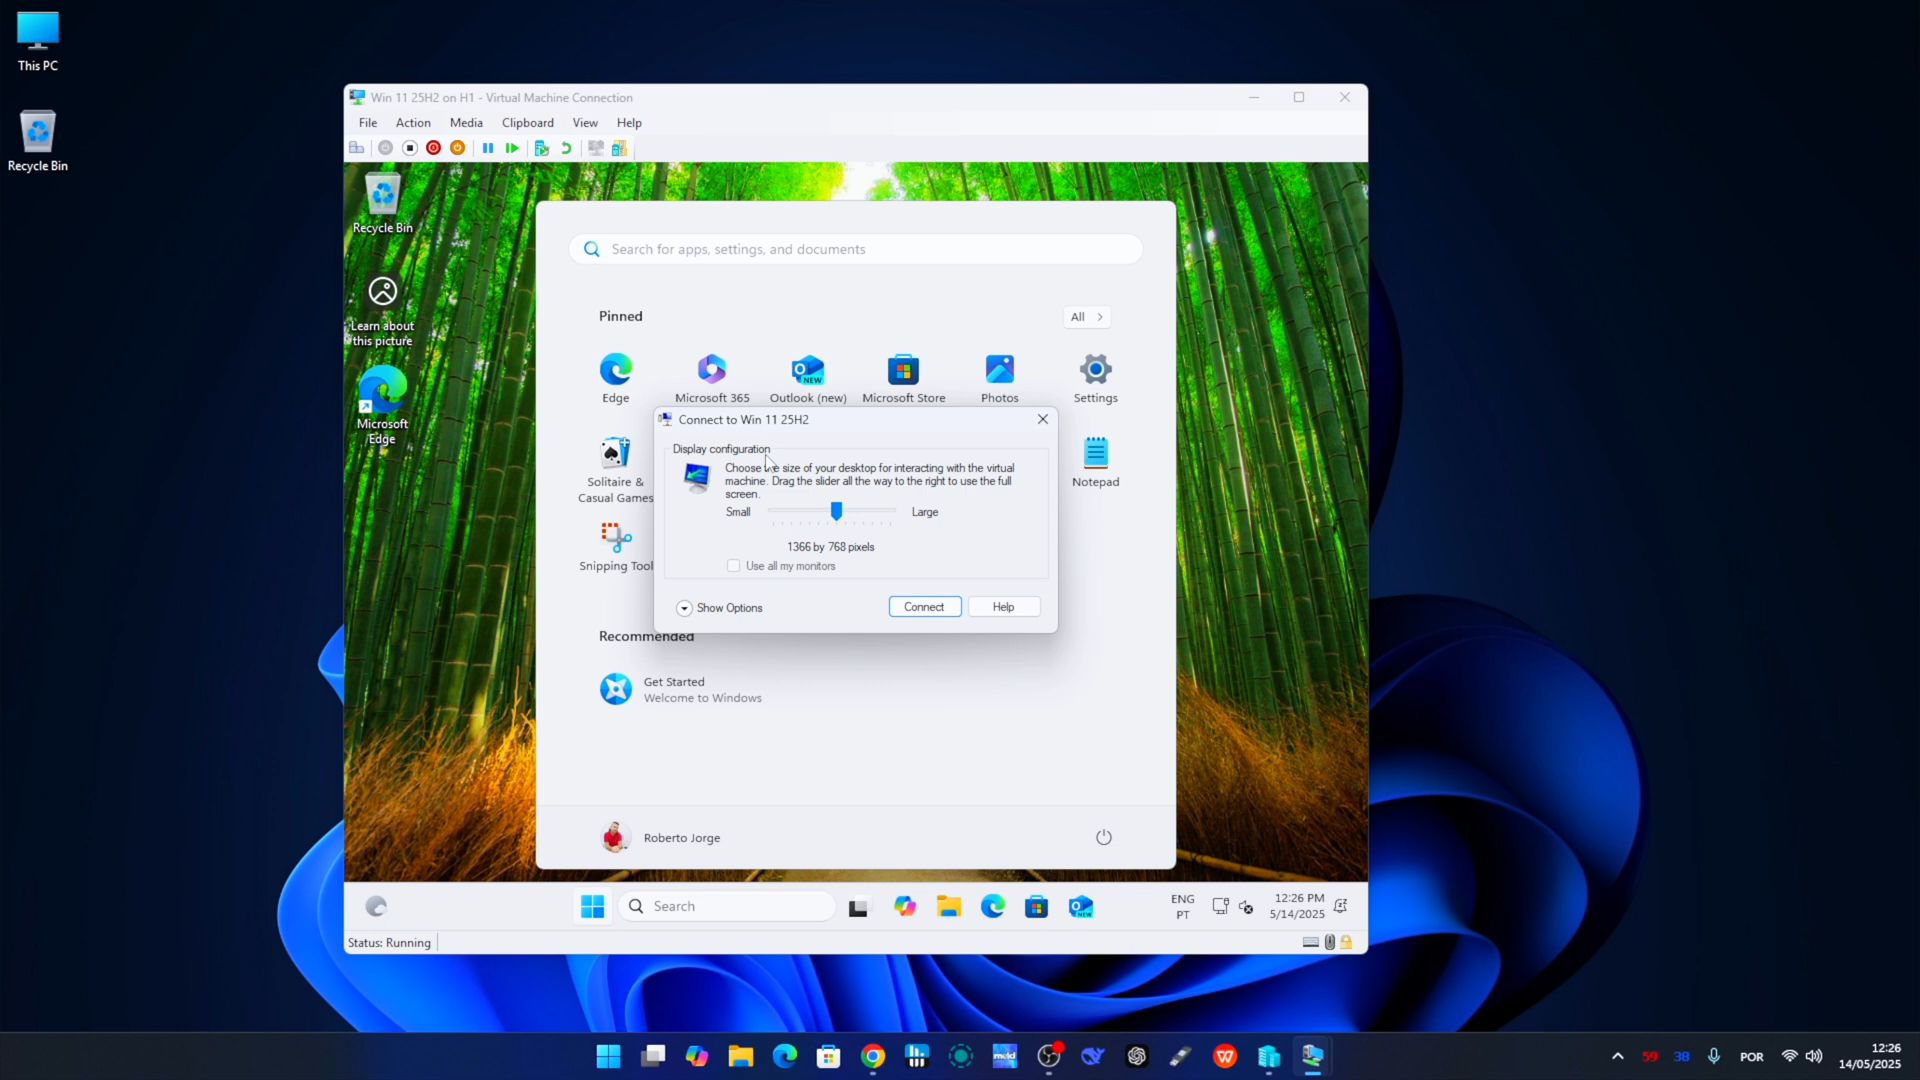 This PC
Recycle Bin
Win 11 25H2 on H1 - Virtual Machine Connection
File Action Media Clipboard View Help
Recycle Bin
Learn about
this picture
Microsoft
Edge
Search for apps, settings, and documents
Pinned
All
Edge
Microsoft 365
NEW
Outlook (new)
Microsoft Store
Photos
Settings
Connect to Win 11 25H2
Display configuration
Choose the size of your desktop for interacting with the virtual
machine. Drag the slider all the way to the right to use the full
screen.
Small
Large
1366 by 768 pixels
Use all my monitors
Show Options
Connect
Help
Solitaire &
Casual Games
Notepad
Snipping Tool
Recommended
Get Started
Welcome to Windows
Roberto Jorge
Search
NEW
ENG
PT
12:26 PM
5/14/2025
Status: Running
meld
59
38
POR
12:26
14/05/2025